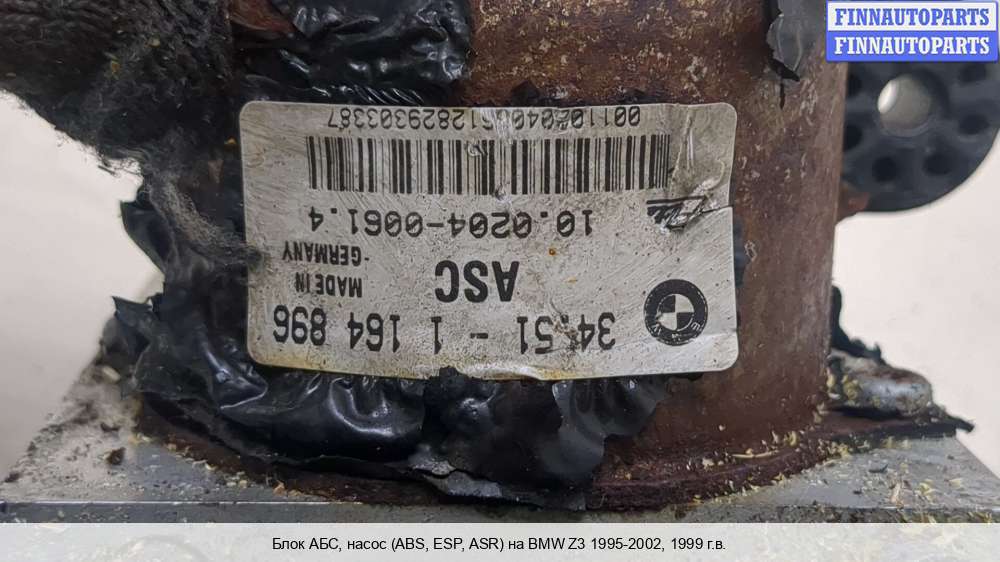 FINNAUTOPARTS
FINNAUTOPARTS
34.51 - 1 164 896
ASC
MADE IN
GERMANY
10.0204-0061.4
Блок АБС, насос (ABS, ESP, ASR) на BMW Z3 1995-2002, 1999 г.в.